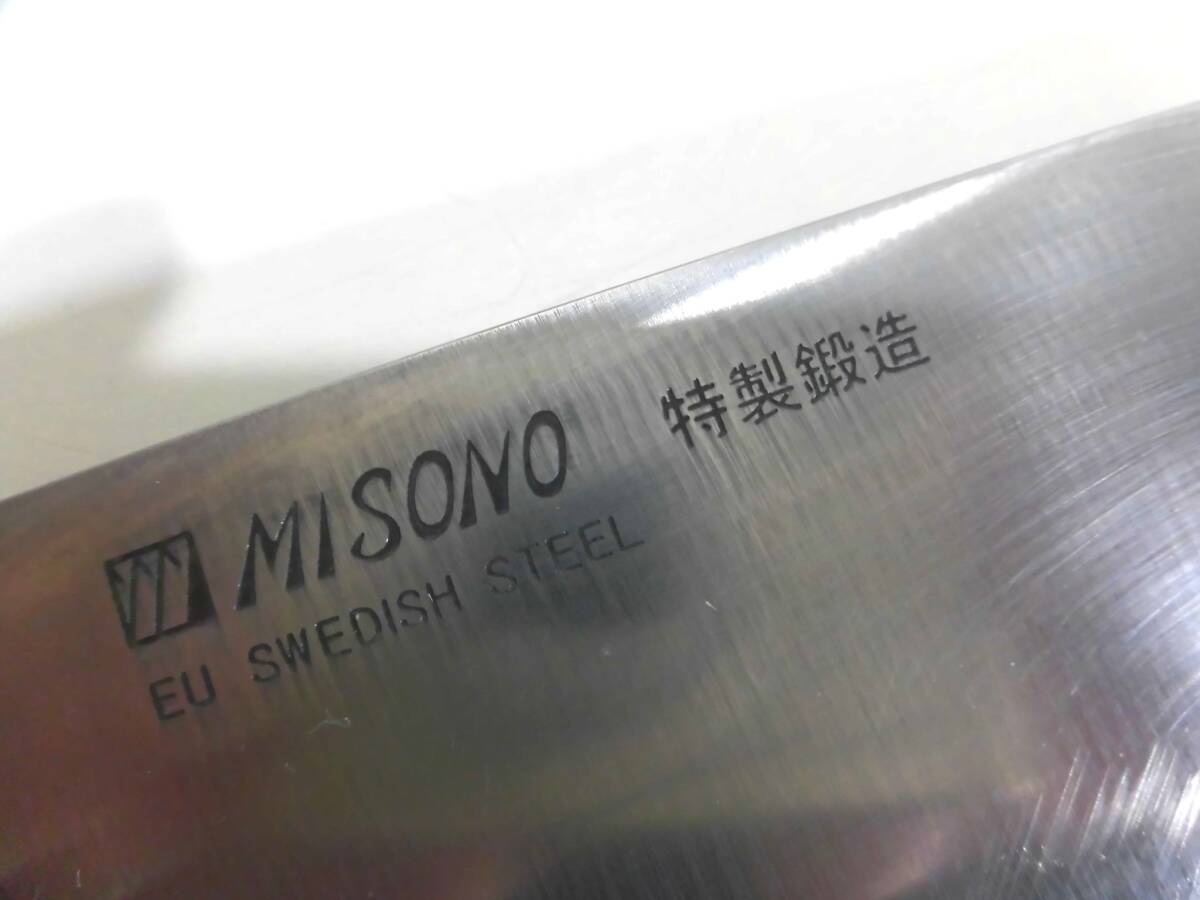 MISONO 特製鍛造
EU SWEDISH STEEL